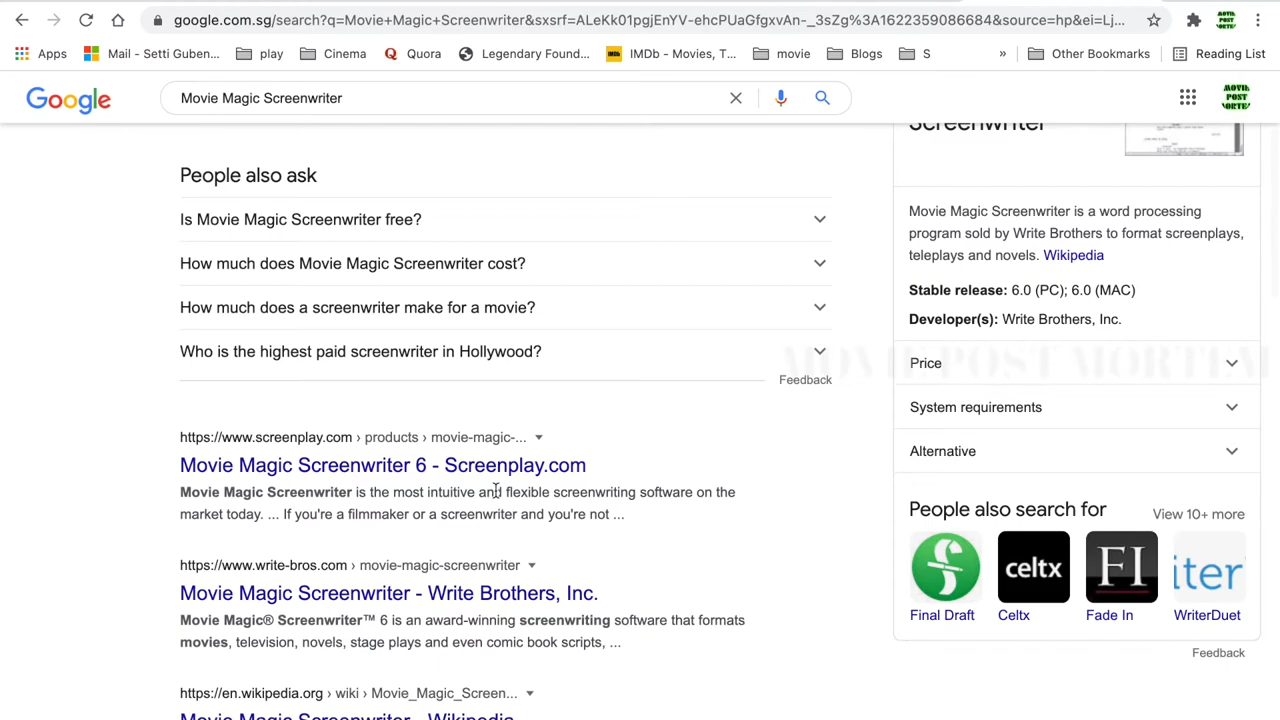 google.com.sg/search?q=Movie+Magic+Screenwriter&sxsrf=ALeKk01pgjEnYV-ehcPUaGfgxvAn-_3sZg%3A1622359089684&source=hp&ei=Lj...
Apps Mail - Setti Guben... play Cinema Quora Legendary Found... IMDb - Movies, T... movie Blogs S » Other Bookmarks Reading List
Google Movie Magic Screenwriter
MOVIE POST MORTEM
Screenwriter
People also ask
Is Movie Magic Screenwriter free?
How much does Movie Magic Screenwriter cost?
How much does a screenwriter make for a movie?
Who is the highest paid screenwriter in Hollywood?
Feedback
https://www.screenplay.com › products › movie-magic-...
Movie Magic Screenwriter 6 - Screenplay.com
Movie Magic Screenwriter is the most intuitive and flexible screenwriting software on the
market today. ... If you're a filmmaker or a screenwriter and you're not ...
https://www.write-bros.com › movie-magic-screenwriter
Movie Magic Screenwriter - Write Brothers, Inc.
Movie Magic® Screenwriter™ 6 is an award-winning screenwriting software that formats
movies, television, novels, stage plays and even comic book scripts, ...
https://en.wikipedia.org › wiki › Movie_Magic_Screen...
Movie Magic Screenwriter - Wikipedia
Movie Magic Screenwriter is a word processing
program sold by Write Brothers to format screenplays,
teleplays and novels. Wikipedia
Stable release: 6.0 (PC); 6.0 (MAC)
Developer(s): Write Brothers, Inc.
Price
System requirements
Alternative
People also search for View 10+ more
celtx FI iter
Final Draft Celtx Fade In WriterDuet
Feedback